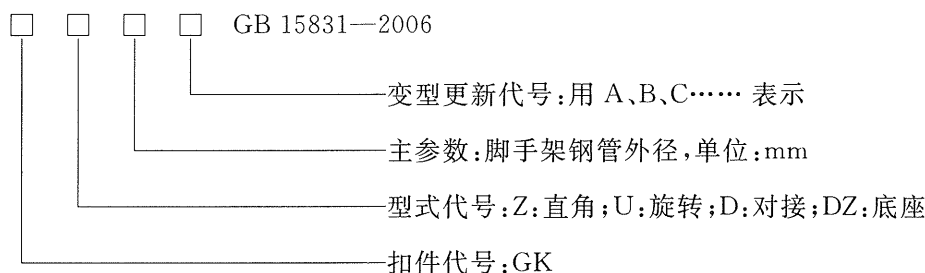 □ □ □ □ GB 15831—2006
变型更新代号:用 A、B、C…… 表示
主参数:脚手架钢管外径,单位:mm
型式代号:Z:直角;U:旋转;D:对接;DZ:底座
扣件代号:GK